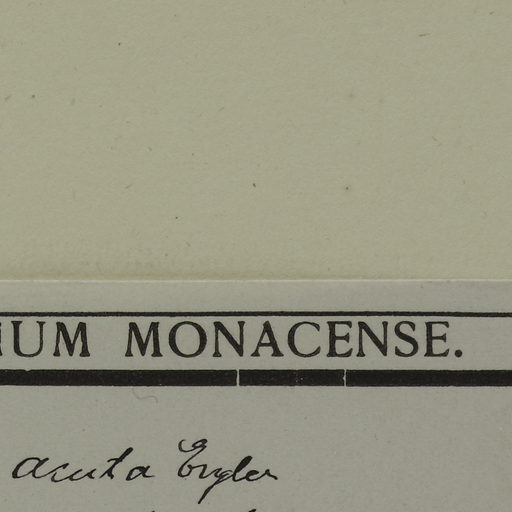 IUM MONACENSE.
acuta Engler